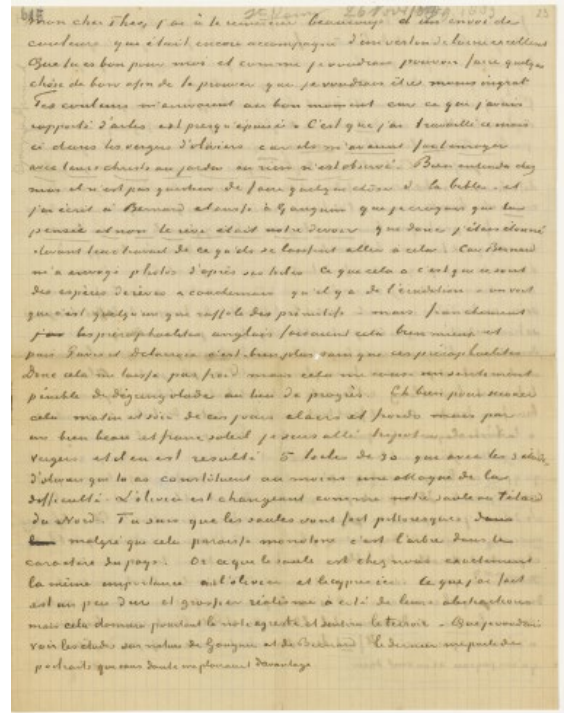 Mon cher Theo, j'ai à te remercier beaucoup d'un envoi de
couleurs qui était encore accompagné d'un veston de laine excellent
Que tu es bon pour moi et comme je voudrais pouvoir faire quelque
chose de bon afin de te prouver que je voudrais être moins ingrat
Les couleurs m'arrivaient au bon moment car ce que j'avais
rapporté d'arles est presqu'épuisé. C'est que j'ai travaillé ce mois
ci dans les vergers d'oliviers car ils m'avaient fait enrager
avec leurs christs au jardin où rien n'est observé. Bien entendu chez
moi il n'est pas question de faire quelque chose de la bible – et
j'ai écrit à Bernard et aussi à Gauguin que je croyais que la
pensée et non le rêve était notre devoir que donc j'étais étonné
devant leur travail de ce qu'ils se laissent aller à cela. Car Bernard
m'a envoyé photos d'après ses toiles Ce que cela a c'est que ce sont
des espèces de rêves & cauchemars qu'il y a de l'érudition – on voit
que c'est quelqu'un qui raffole des primitifs – mais franchement
les préraphaelites anglais faisaient cela bien mieux et
puis Puvis et Delacroix c'est bien plus sain que ces préraphaelites
Donc cela me laisse pas froid mais cela me cause un sentiment
pénible de dégringolade au lieu de progrès. Eh bien pour secouer
cela matin et soir de ces jours clairs et froids mais par
un bien beau et franc soleil je suis allé dans les
vergers et il en est résulté 5 toiles de 30 qui avec les 3 études
d'olives que tu as constituent au moins une attaque de la
difficulté. L'olivier est changeant comme notre saule ou têtard
du Nord. Tu sais que les saules sont fort pittoresques
malgré que cela paraisse monotone c'est l'arbre dans le
caractère du pays. Or ce que le saule est chez nous exactement
la même importance a l'olivier et le cyprès. Ce que j'ai fait
est un peu dur et grossier réalisme à côté de leurs abstractions
mais cela donnera pourtant la note agreste et sentira le terroir. Que je voudrais
voir les études sur nature de Gauguin et de Bernard le dernier me parle de
portraits qui sans doute me plairaient davantage